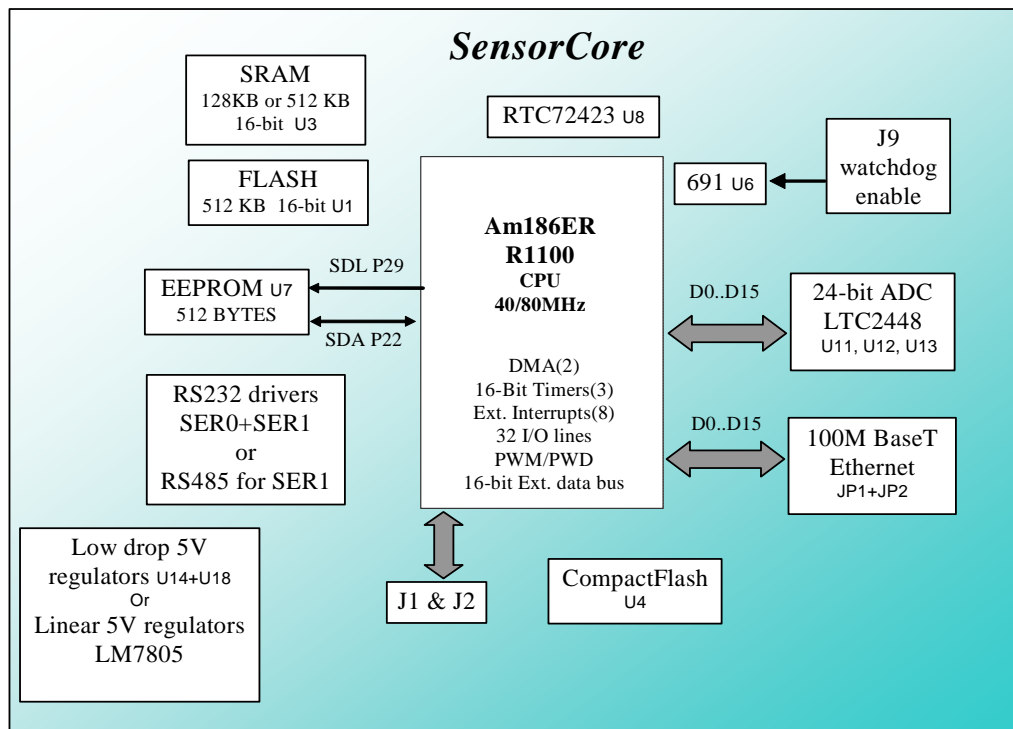 SensorCore
SRAM
128KB or 512 KB
16-bit U3
RTC72423 U8
FLASH
512 KB 16-bit U1
691 U6
J9
watchdog
enable
Am186ER
R1100
CPU
40/80MHz
DMA(2)
16-Bit Timers(3)
Ext. Interrupts(8)
32 I/O lines
PWM/PWD
16-bit Ext. data bus
SDL P29
EEPROM U7
512 BYTES
SDA P22
D0..D15
24-bit ADC
LTC2448
U11, U12, U13
RS232 drivers
SER0+SER1
or
RS485 for SER1
D0..D15
100M BaseT
Ethernet
JP1+JP2
Low drop 5V
regulators U14+U18
Or
Linear 5V regulators
LM7805
J1 & J2
CompactFlash
U4